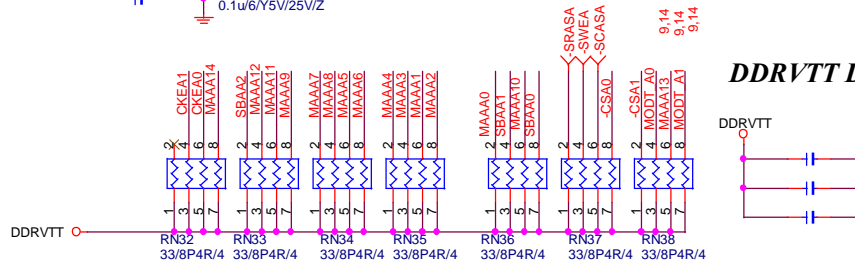 0.1u/6/Y5V/25V/Z
CKEA1
CKEA0
MAAA14
SBAA2
MAAA12
MAAA11
MAAA9
MAAA7
MAAA8
MAAA5
MAAA6
MAAA4
MAAA3
MAAA1
MAAA2
MAAA0
SBAA1
MAAA10
SBAA0
-SRASA
-SWEA
-SCASA
-CSA0
-CSA1
MODT_A0
MAAA13
MODT_A1
9,14
9,14
9,14
DDRVTT D
DDRVTT
2 4 6 8
2 4 6 8
2 4 6 8
2 4 6 8
2 4 6 8
2 4 6 8
2 4 6 8
1 3 5 7
1 3 5 7
1 3 5 7
1 3 5 7
1 3 5 7
1 3 5 7
1 3 5 7
DDRVTT
RN32
33/8P4R/4
RN33
33/8P4R/4
RN34
33/8P4R/4
RN35
33/8P4R/4
RN36
33/8P4R/4
RN37
33/8P4R/4
RN38
33/8P4R/4